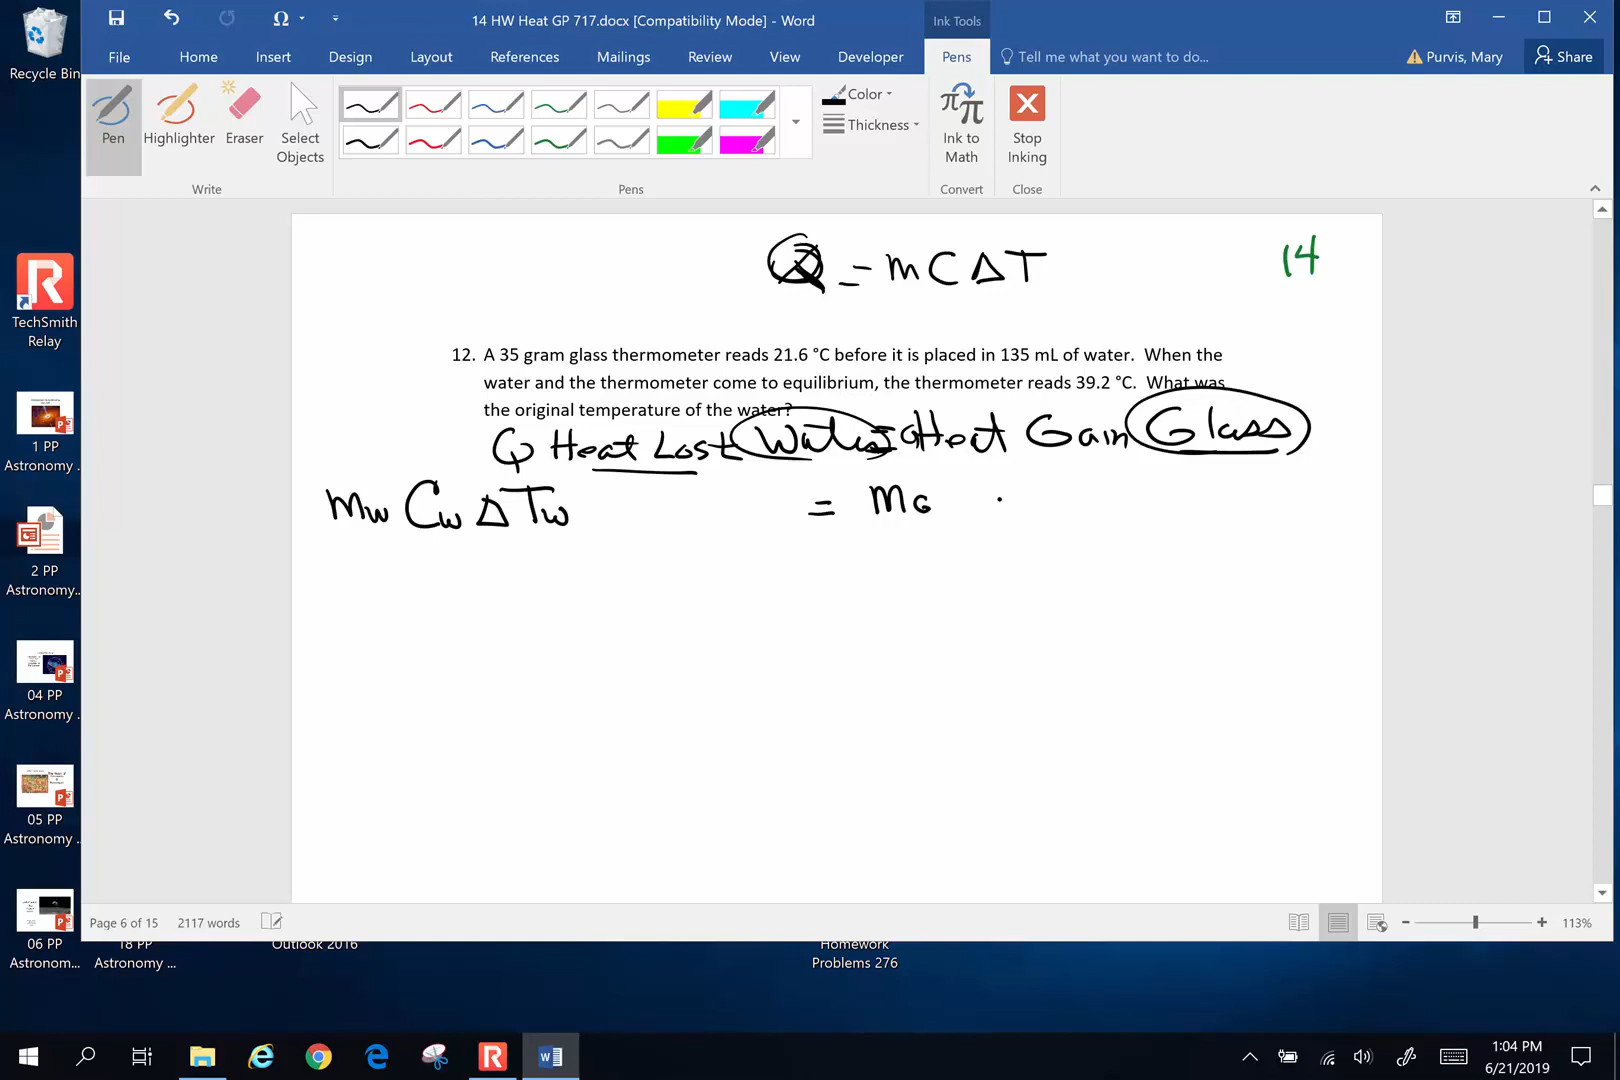 Recycle Bin
14 HW Heat GP 717.docx [Compatibility Mode] - Word
Ink Tools
File Home Insert Design Layout References Mailings Review View Developer Pens Tell me what you want to do... Purvis, Mary Share
Pen Highlighter Eraser Select Objects
Color
Thickness
Ink to Math
Stop Inking
Write Pens Convert Close
Q = m C Δ T
14
12. A 35 gram glass thermometer reads 21.6 °C before it is placed in 135 mL of water. When the
water and the thermometer come to equilibrium, the thermometer reads 39.2 °C. What was
the original temperature of the water?
Q Heat Lost Water = Heat Gain Glass
mw Cw Δ Tw = mG
TechSmith Relay
1 PP Astronomy...
2 PP Astronomy...
04 PP Astronomy ...
05 PP Astronomy ...
06 PP Astronom...
18 PP Astronomy ...
Outlook 2016
Homework Problems 276
Page 6 of 15 2117 words
113%
1:04 PM
6/21/2019